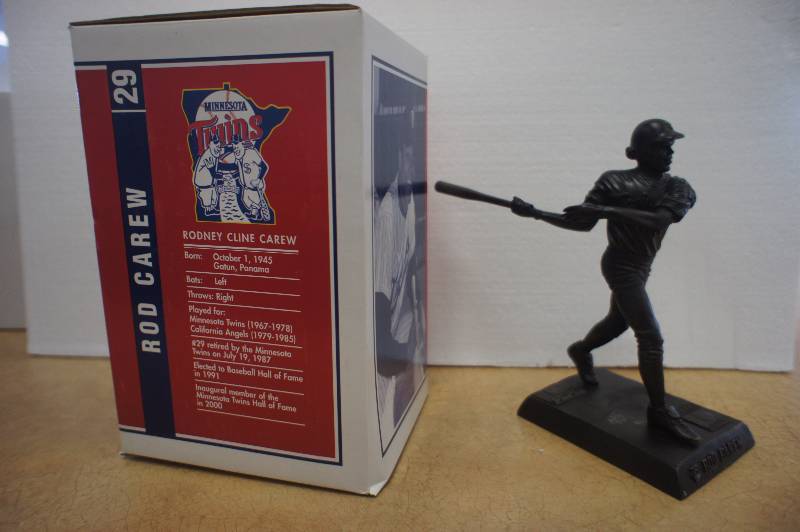 29
ROD CAREW
MINNESOTA
Twins
RODNEY CLINE CAREW
Born: October 1, 1945
Gatun, Panama
Bats: Left
Throws: Right
Played for:
Minnesota Twins (1967-1978)
California Angels (1979-1985)
#29 retired by the Minnesota
Twins on July 19, 1987
Elected to Baseball Hall of Fame
in 1991
Inaugural member of the
Minnesota Twins Hall of Fame
in 2000
ROD CAREW